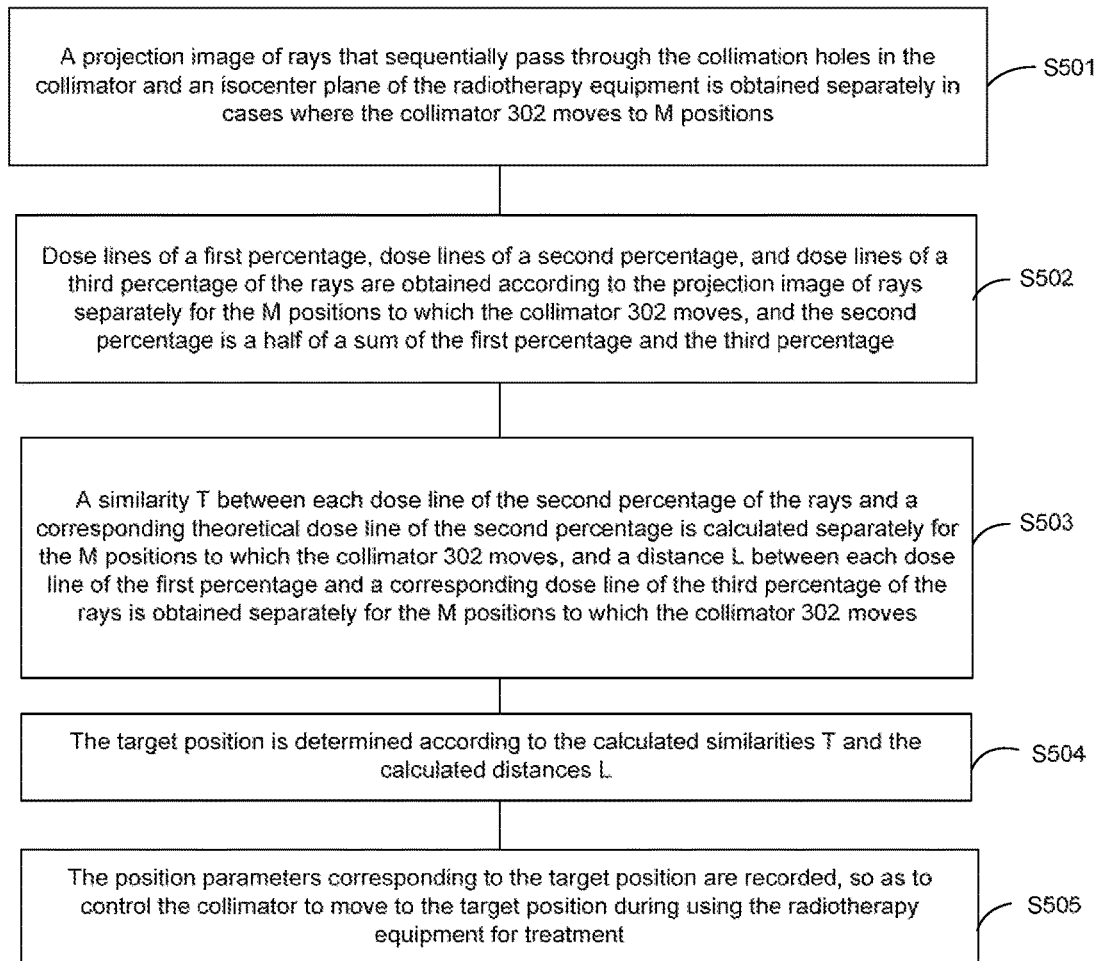 A projection image of rays that sequentially pass through the collimation holes in the
collimator and an isocenter plane of the radiotherapy equipment is obtained separately in
cases where the collimator 302 moves to M positions
S501
Dose lines of a first percentage, dose lines of a second percentage, and dose lines of a
third percentage of the rays are obtained according to the projection image of rays
separately for the M positions to which the collimator 302 moves, and the second
percentage is a half of a sum of the first percentage and the third percentage
S502
A similarity T between each dose line of the second percentage of the rays and a
corresponding theoretical dose line of the second percentage is calculated separately for
the M positions to which the collimator 302 moves, and a distance L between each dose
line of the first percentage and a corresponding dose line of the third percentage of the
rays is obtained separately for the M positions to which the collimator 302 moves
S503
The target position is determined according to the calculated similarities T and the
calculated distances L
S504
The position parameters corresponding to the target position are recorded, so as to
control the collimator to move to the target position during using the radiotherapy
equipment for treatment
S505